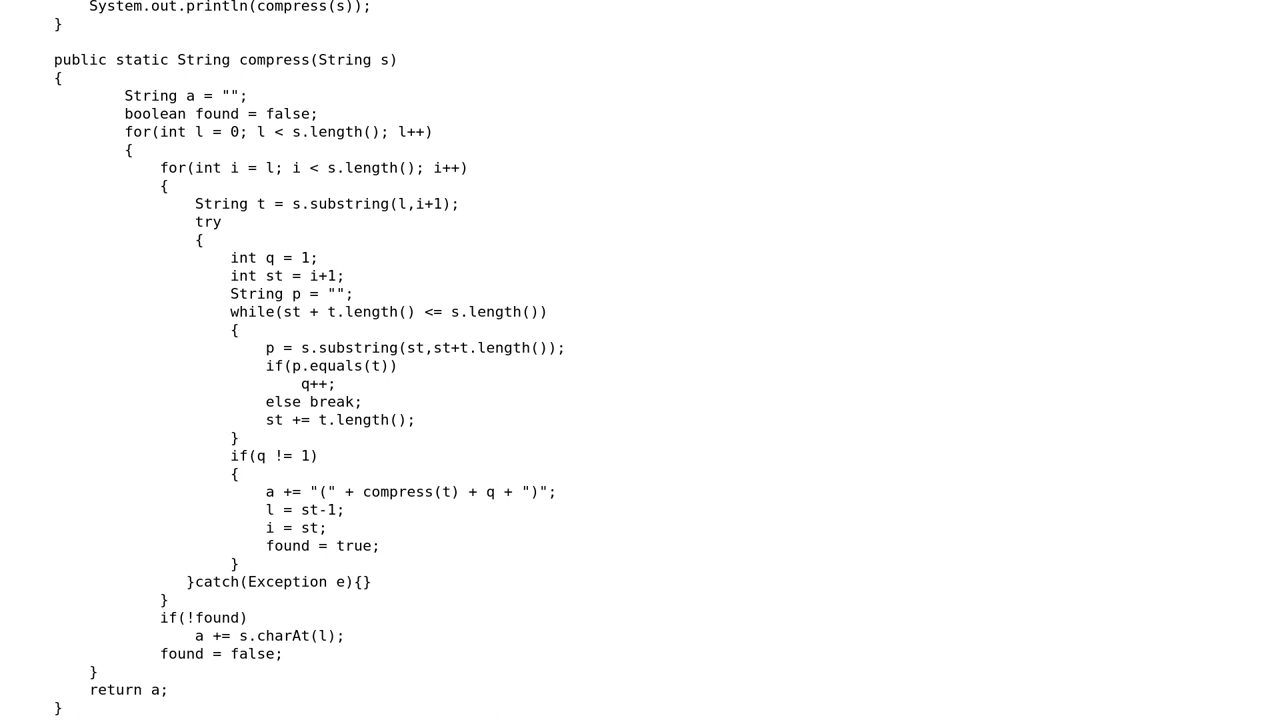 System.out.println(compress(s));
}
public static String compress(String s)
{
String a = "";
boolean found = false;
for(int l = 0; l < s.length(); l++)
{
for(int i = l; i < s.length(); i++)
{
String t = s.substring(l,i+1);
try
{
int q = 1;
int st = i+1;
String p = "";
while(st + t.length() <= s.length())
{
p = s.substring(st,st+t.length());
if(p.equals(t))
q++;
else break;
st += t.length();
}
if(q != 1)
{
a += "(" + compress(t) + q + ")";
l = st-1;
i = st;
found = true;
}
}catch(Exception e){}
}
if(!found)
a += s.charAt(l);
found = false;
}
return a;
}